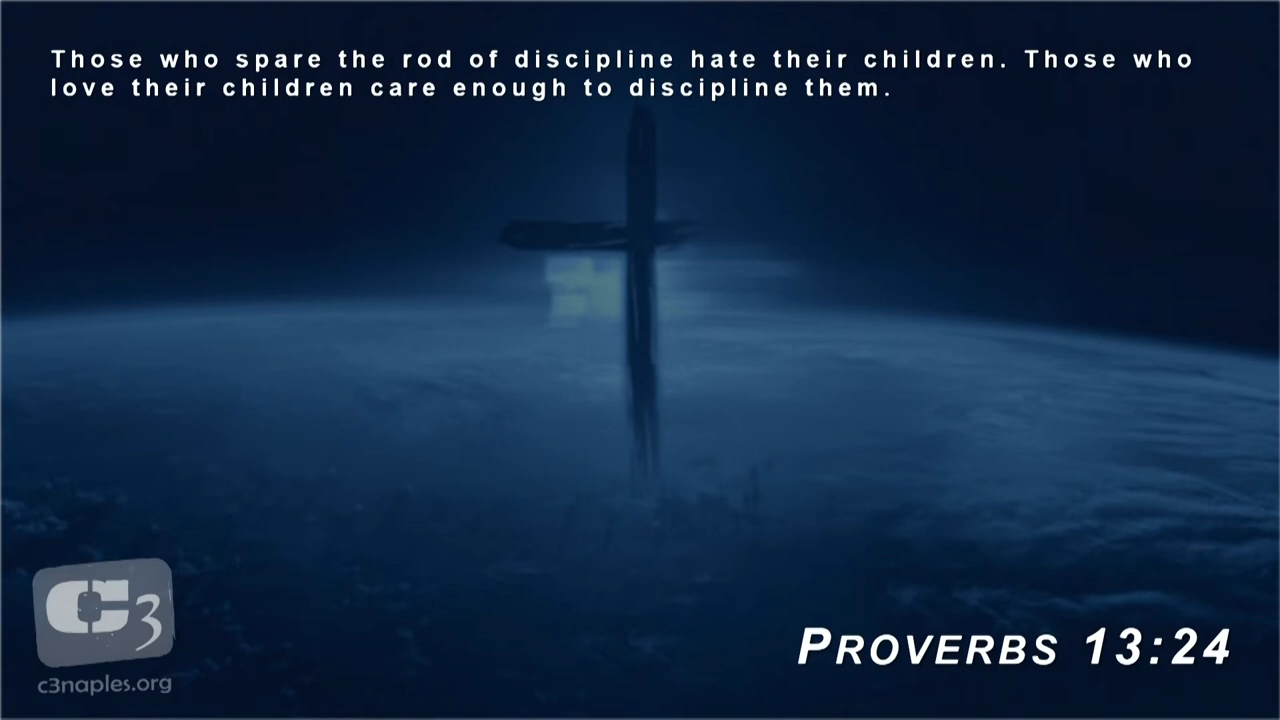 Those who spare the rod of discipline hate their children. Those who
love their children care enough to discipline them.
C3
c3naples.org
PROVERBS 13:24